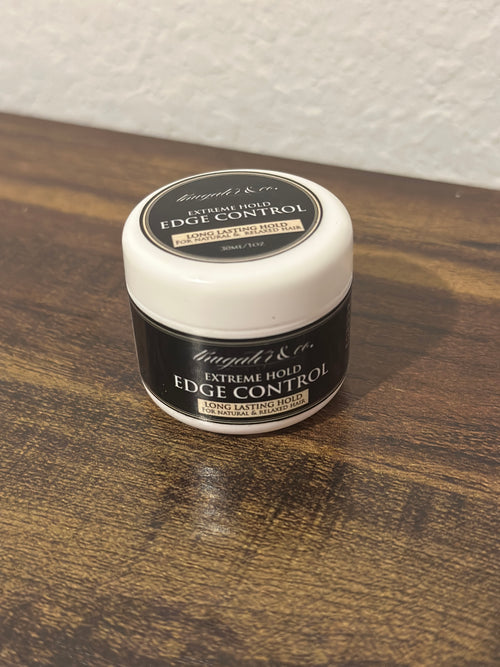 & co.
EXTREME HOLD
EDGE CONTROL
LONG LASTING HOLD
FOR NATURAL & RELAXED HAIR
30ML/1OZ
& co.
EXTREME HOLD
EDGE CONTROL
LONG LASTING HOLD
FOR NATURAL & RELAXED HAIR